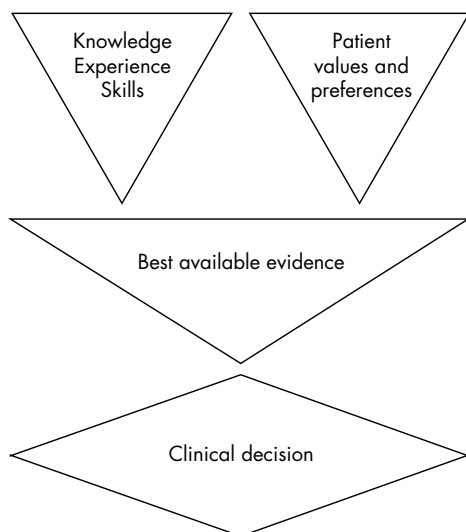 Knowledge
Experience
Skills
Patient
values and
preferences
Best available evidence
Clinical decision